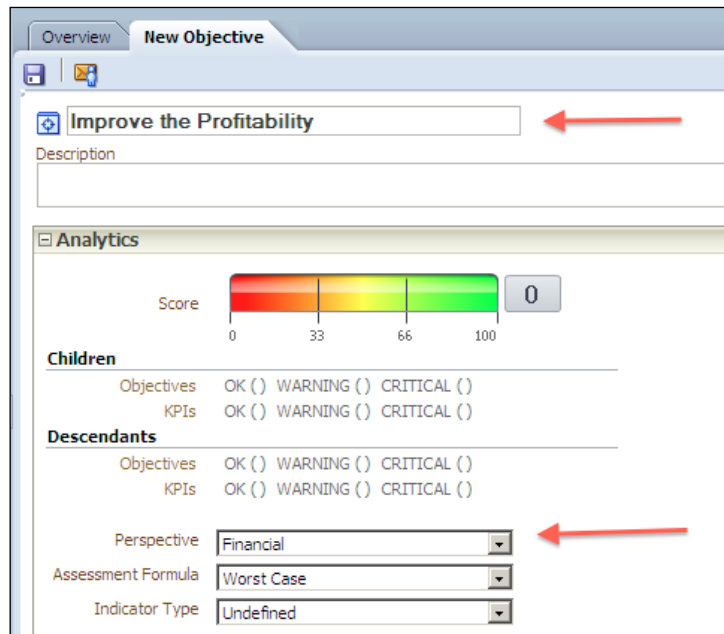 Overview New Objective
Improve the Profitability
Description
Analytics
Score 0
0 33 66 100
Children
Objectives OK () WARNING () CRITICAL ()
KPIs OK () WARNING () CRITICAL ()
Descendants
Objectives OK () WARNING () CRITICAL ()
KPIs OK () WARNING () CRITICAL ()
Perspective Financial
Assessment Formula Worst Case
Indicator Type Undefined